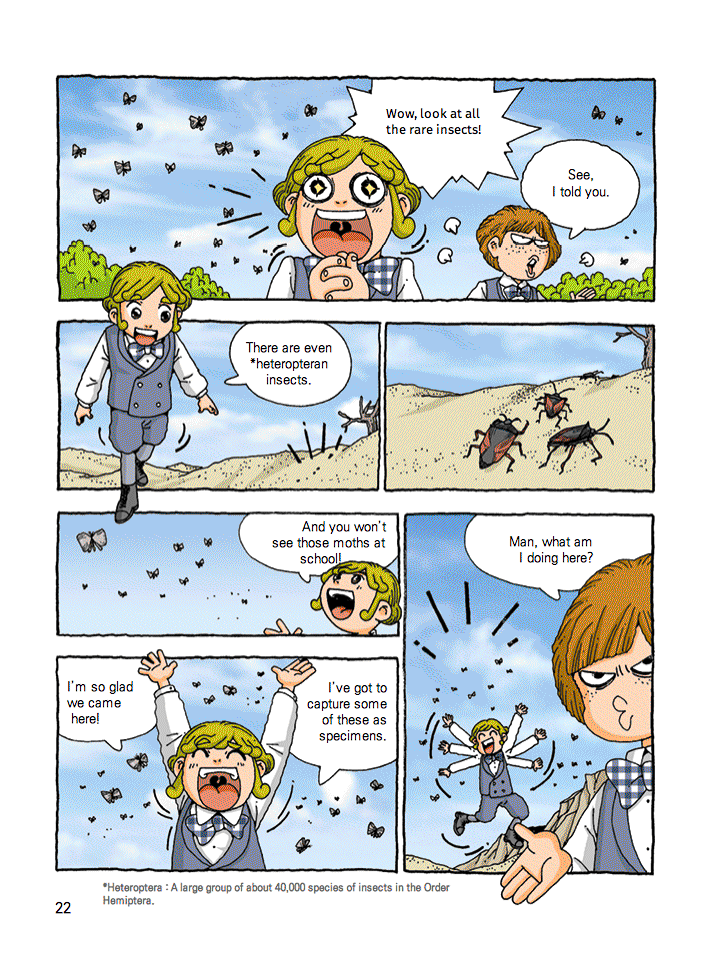 Wow, look at all
the rare insects!
See,
I told you.
There are even
*heteropteran
insects.
And you won't
see those moths at
school!
Man, what am
I doing here?
I'm so glad
we came
here!
I've got to
capture some
of these as
specimens.
*Heteroptera : A large group of about 40,000 species of insects in the Order
Hemiptera.
22